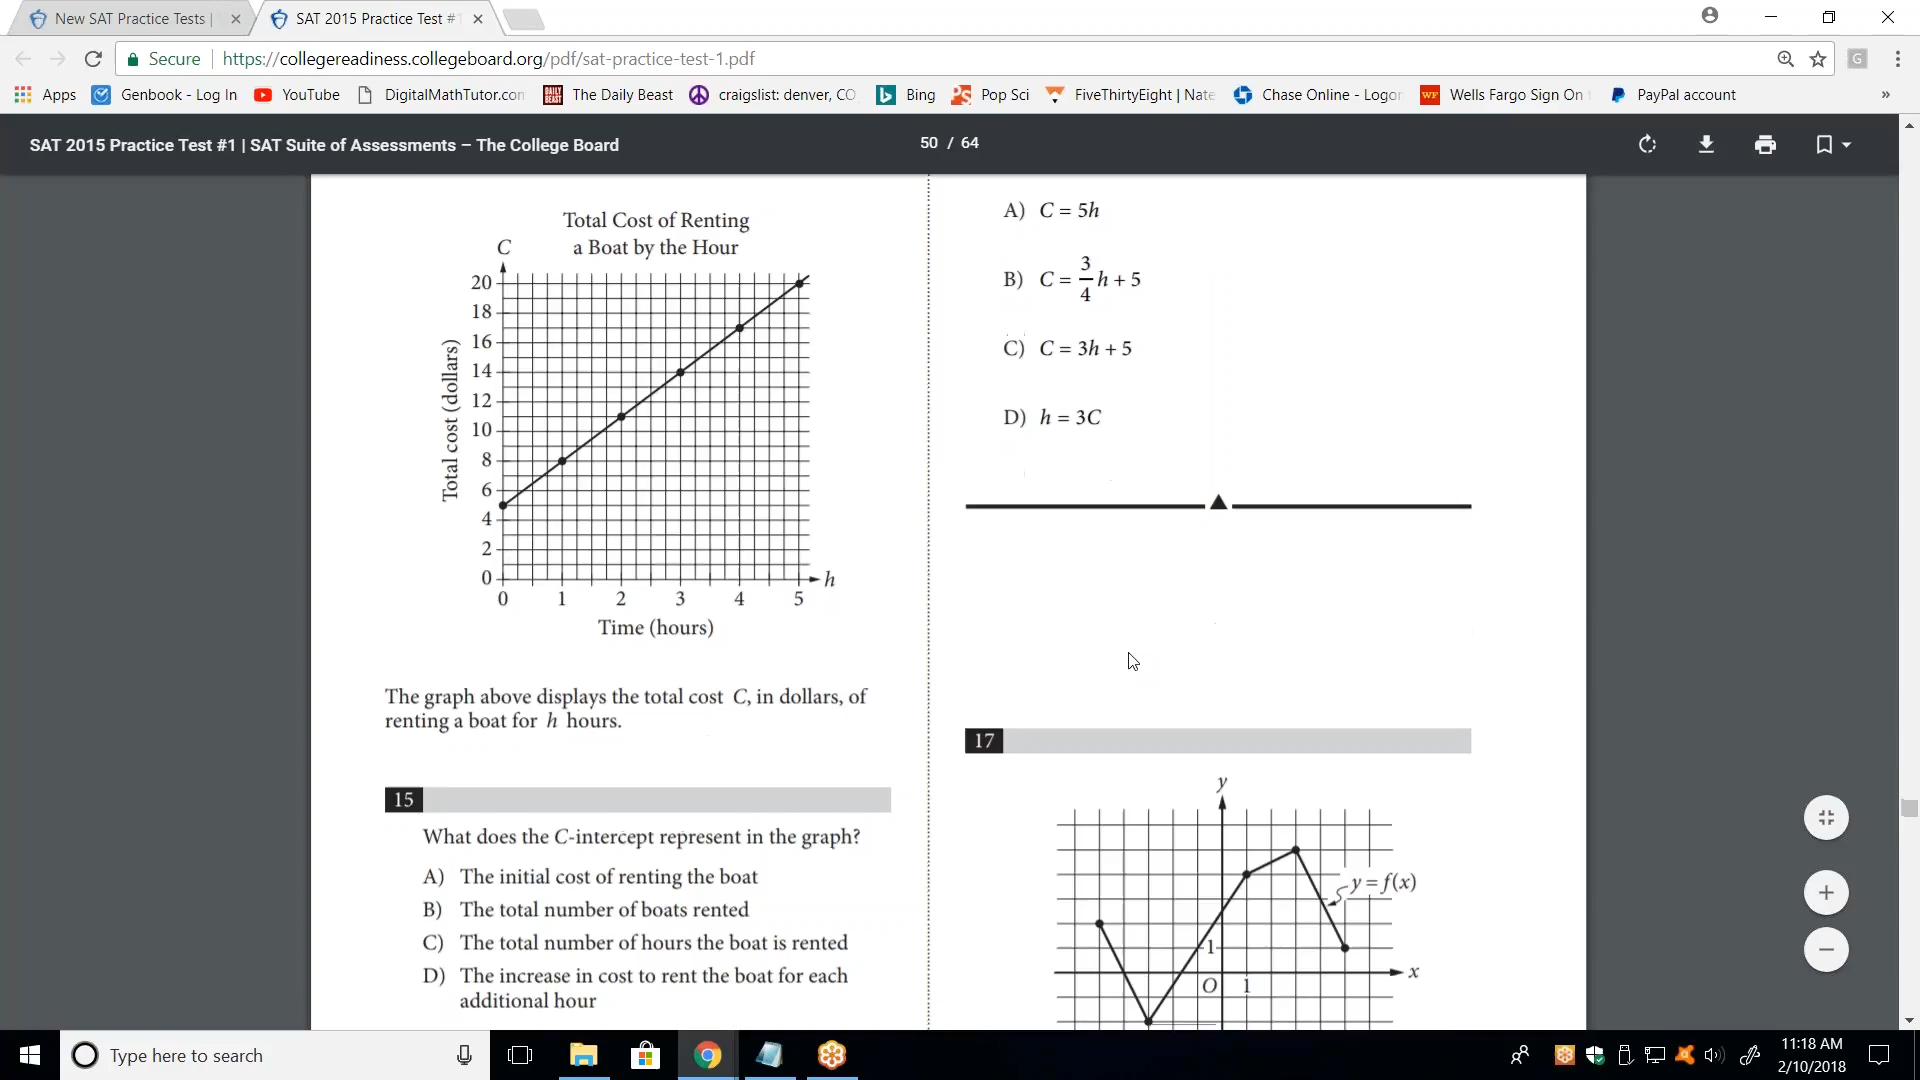 New SAT Practice Tests |
SAT 2015 Practice Test #
Secure
https://collegereadiness.collegeboard.org/pdf/sat-practice-test-1.pdf
G
Apps
Genbook - Log In
YouTube
DigitalMathTutor.com
DAILY BEAST
The Daily Beast
craigslist: denver, CO
Bing
PS
Pop Sci
FiveThirtyEight | Nate
Chase Online - Logon
WF
Wells Fargo Sign On
PayPal account
»
SAT 2015 Practice Test #1 | SAT Suite of Assessments – The College Board
50 / 64
Total Cost of Renting
a Boat by the Hour
C
20
18
16
14
12
10
8
6
4
2
0
Total cost (dollars)
h
0 1 2 3 4 5
Time (hours)
The graph above displays the total cost C, in dollars, of
renting a boat for h hours.
15
What does the C-intercept represent in the graph?
A) The initial cost of renting the boat
B) The total number of boats rented
C) The total number of hours the boat is rented
D) The increase in cost to rent the boat for each
additional hour
A) C = 5h
B) C = 3/4 h + 5
C) C = 3h + 5
D) h = 3C
17
y
y = f(x)
1
x
O 1
Type here to search
11:18 AM
2/10/2018